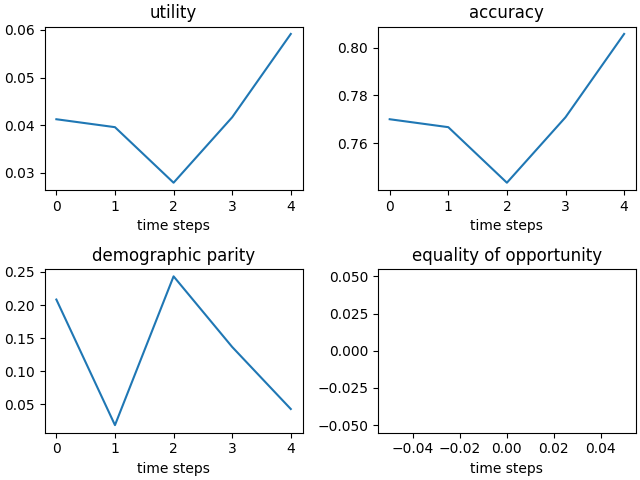 utility
0.06
0.05
0.04
0.03
0 1 2 3 4
time steps
accuracy
0.80
0.78
0.76
0 1 2 3 4
time steps
demographic parity
0.25
0.20
0.15
0.10
0.05
0 1 2 3 4
time steps
equality of opportunity
0.050
0.025
0.000
−0.025
−0.050
−0.04 −0.02 0.00 0.02 0.04
time steps